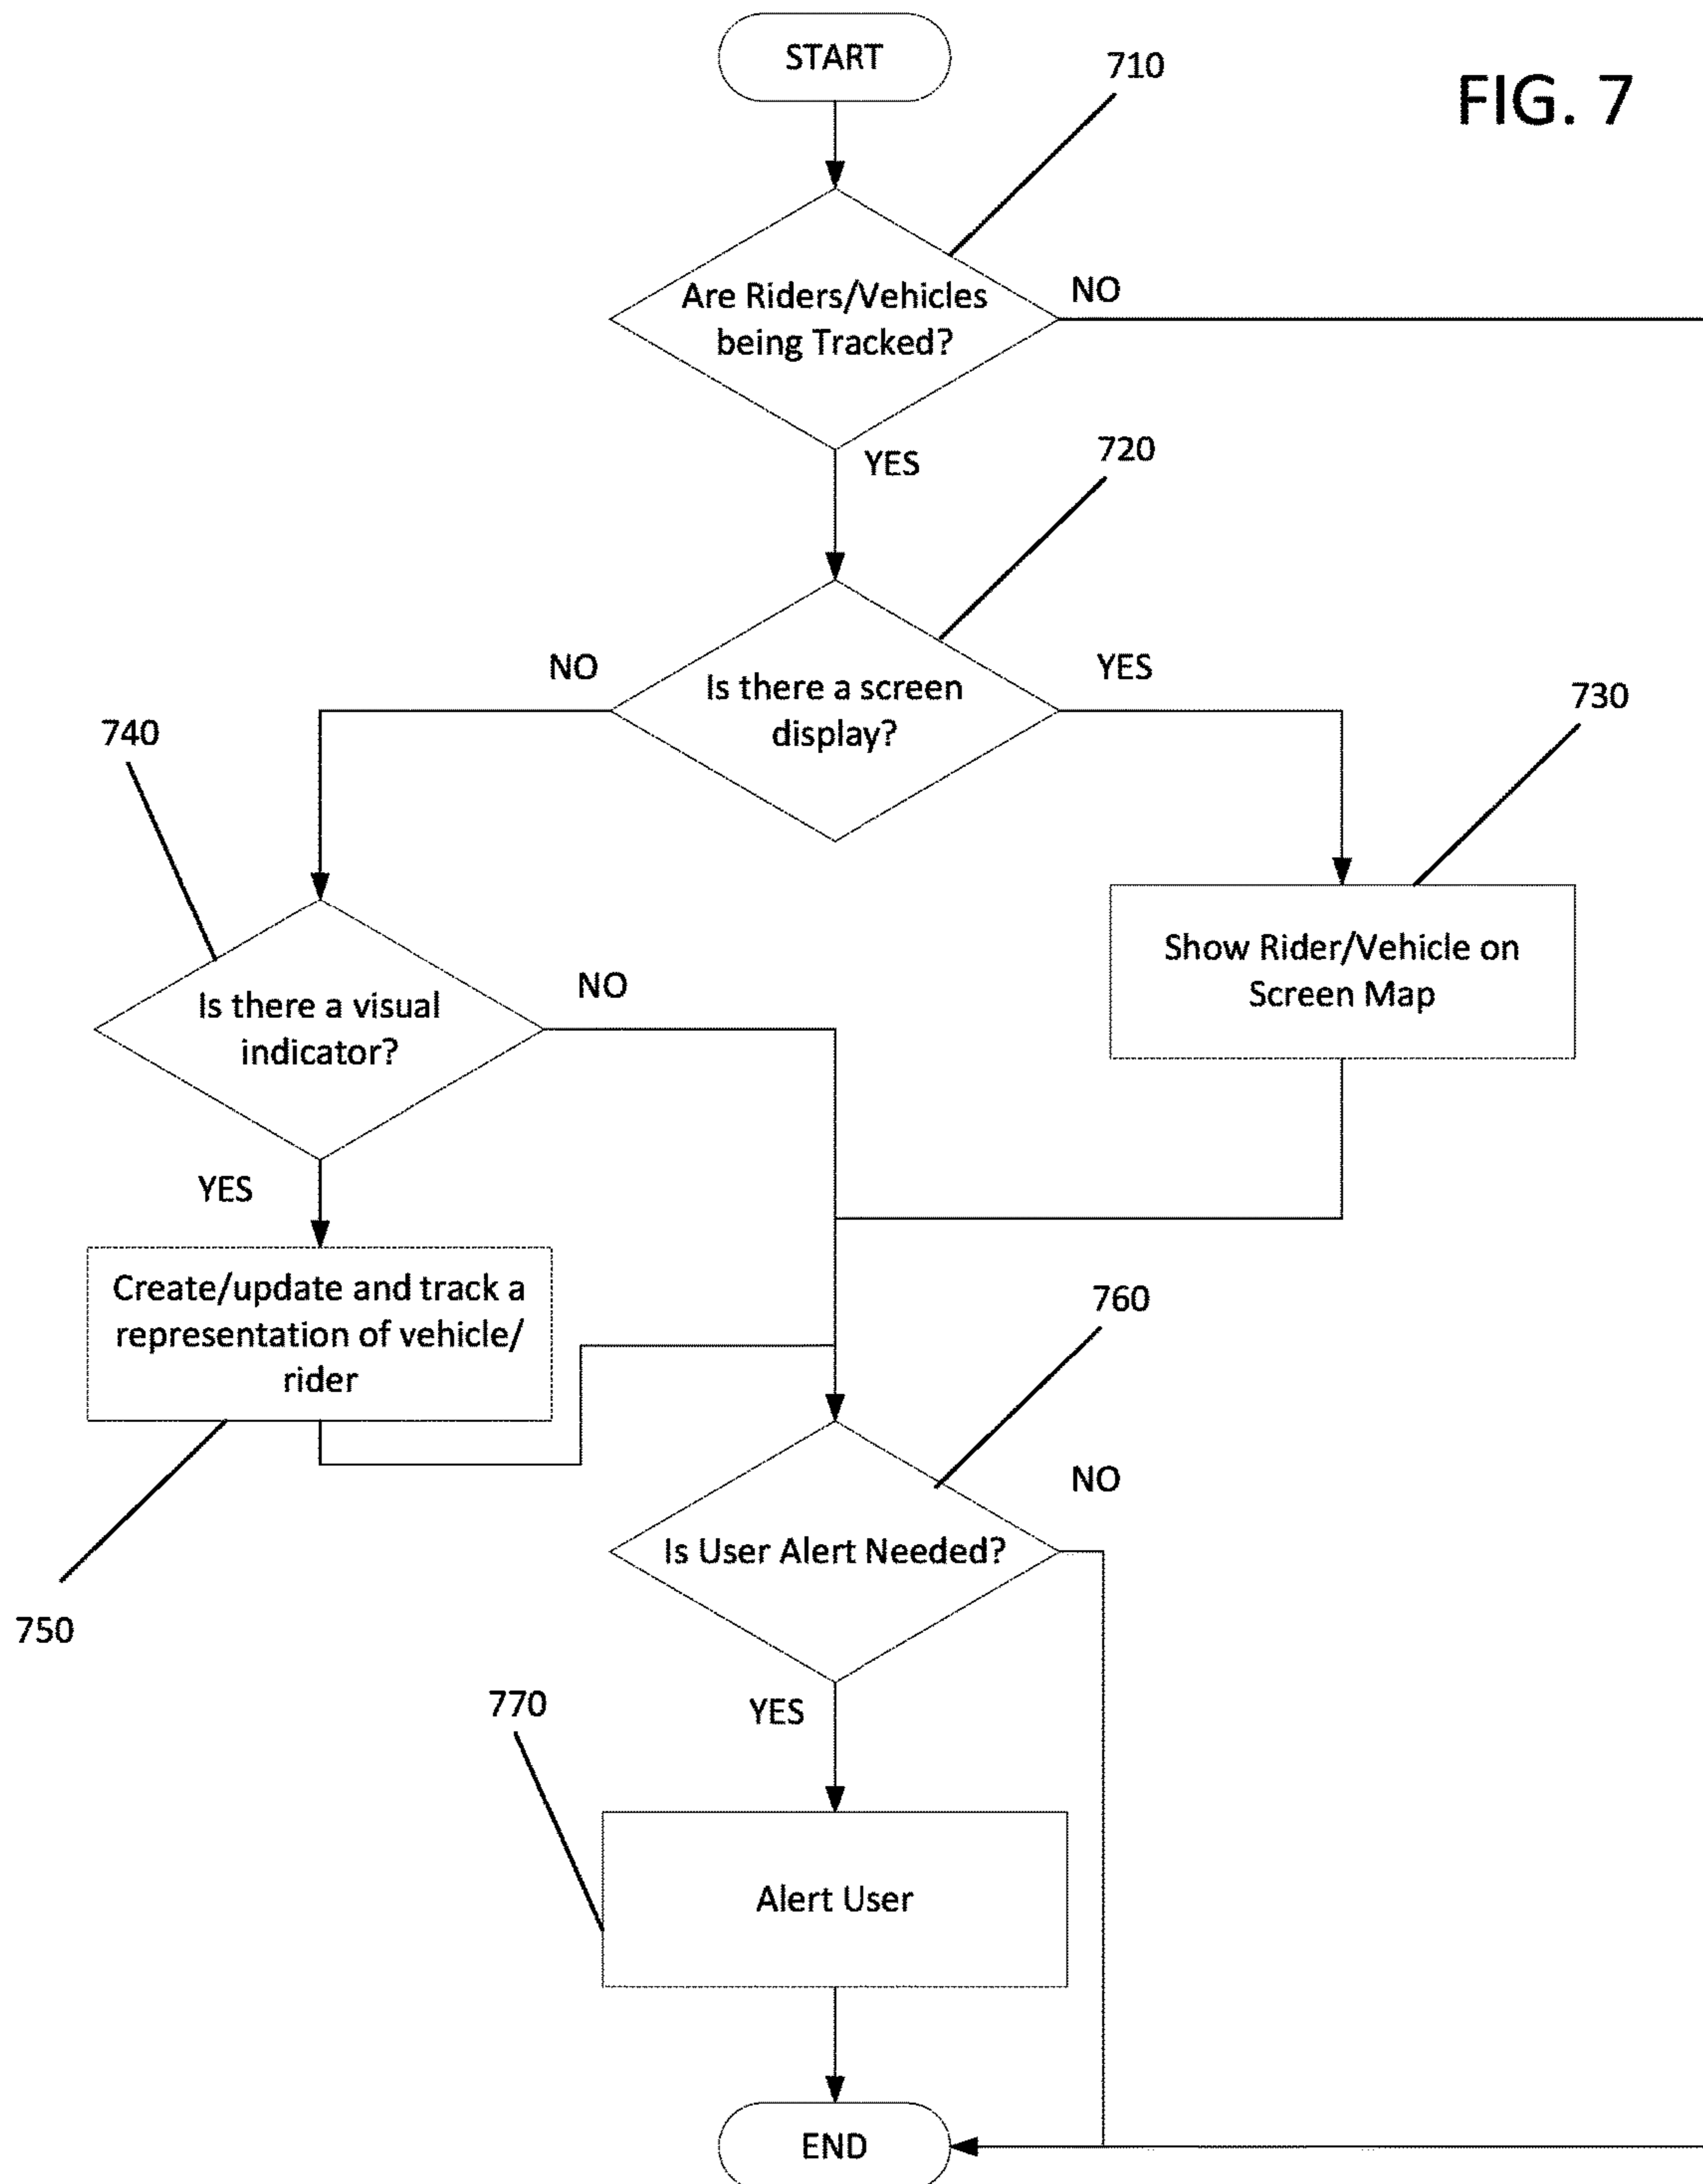 START
710
FIG. 7
Are Riders/Vehicles
being Tracked?
NO
YES
720
Is there a screen
display?
NO
YES
730
740
Show Rider/Vehicle on
Screen Map
Is there a visual
indicator?
NO
YES
Create/update and track a
representation of vehicle/
rider
750
760
Is User Alert Needed?
NO
YES
770
Alert User
END